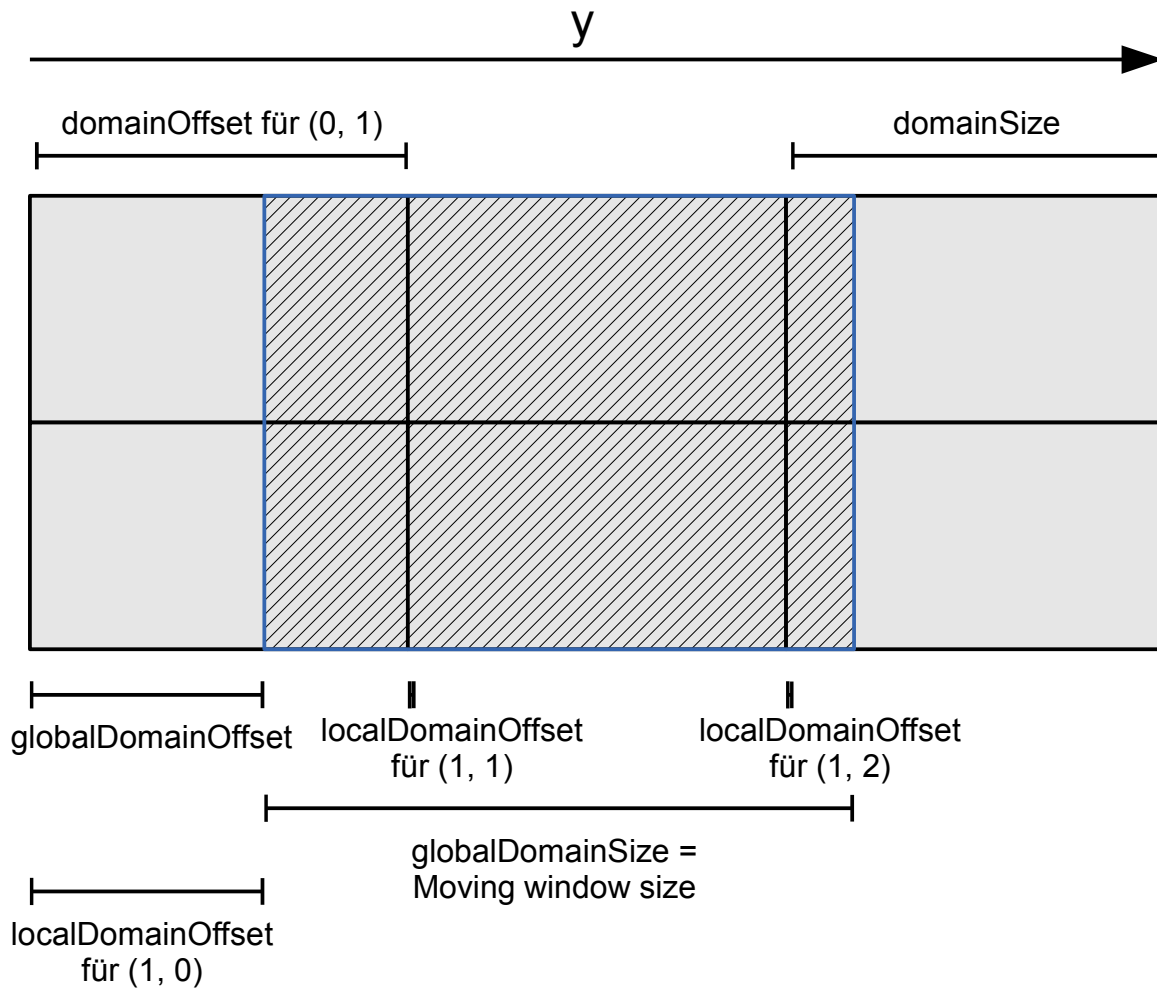 y
domainOffset für (0, 1)
domainSize
globalDomainOffset
localDomainOffset
für (1, 1)
localDomainOffset
für (1, 2)
globalDomainSize =
Moving window size
localDomainOffset
für (1, 0)